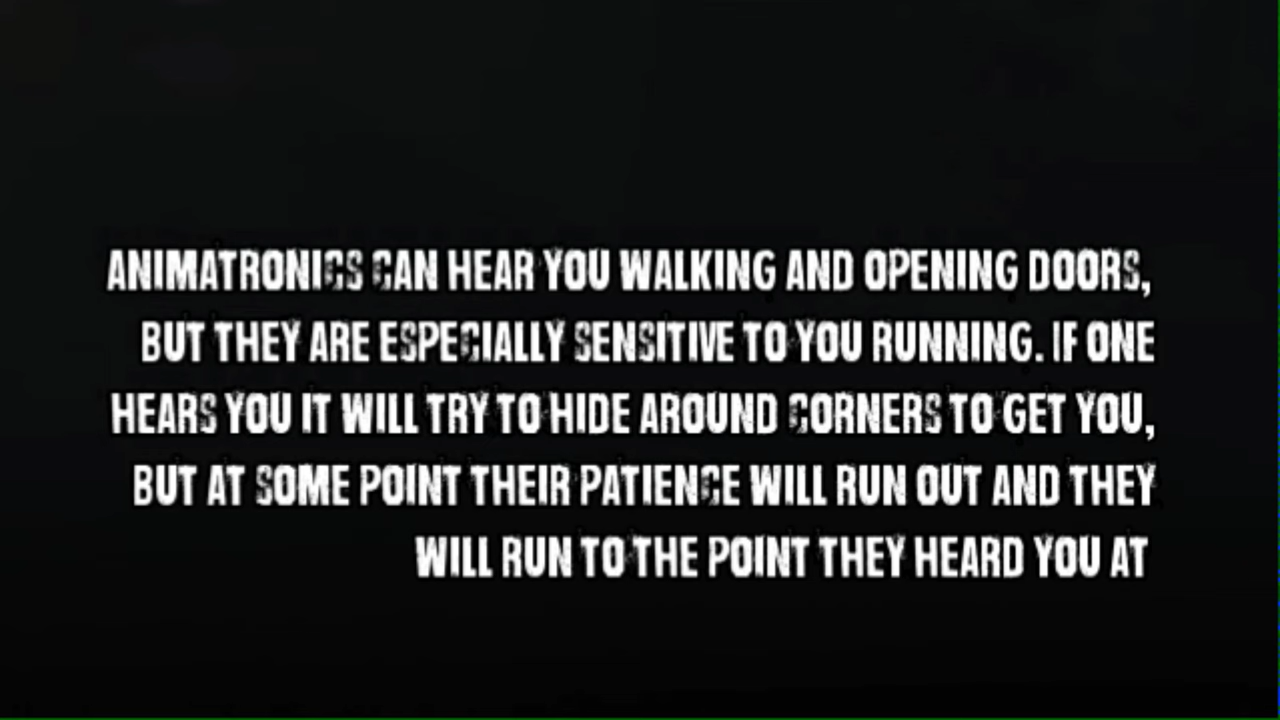 ANIMATRONICS CAN HEAR YOU WALKING AND OPENING DOORS,
BUT THEY ARE ESPECIALLY SENSITIVE TO YOU RUNNING. IF ONE
HEARS YOU IT WILL TRY TO HIDE AROUND CORNERS TO GET YOU,
BUT AT SOME POINT THEIR PATIENCE WILL RUN OUT AND THEY
WILL RUN TO THE POINT THEY HEARD YOU AT